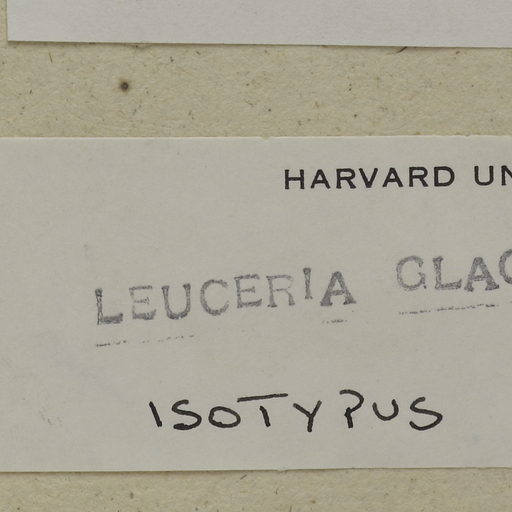 HARVARD UN
LEUCERIA GLAC
ISOTYPUS